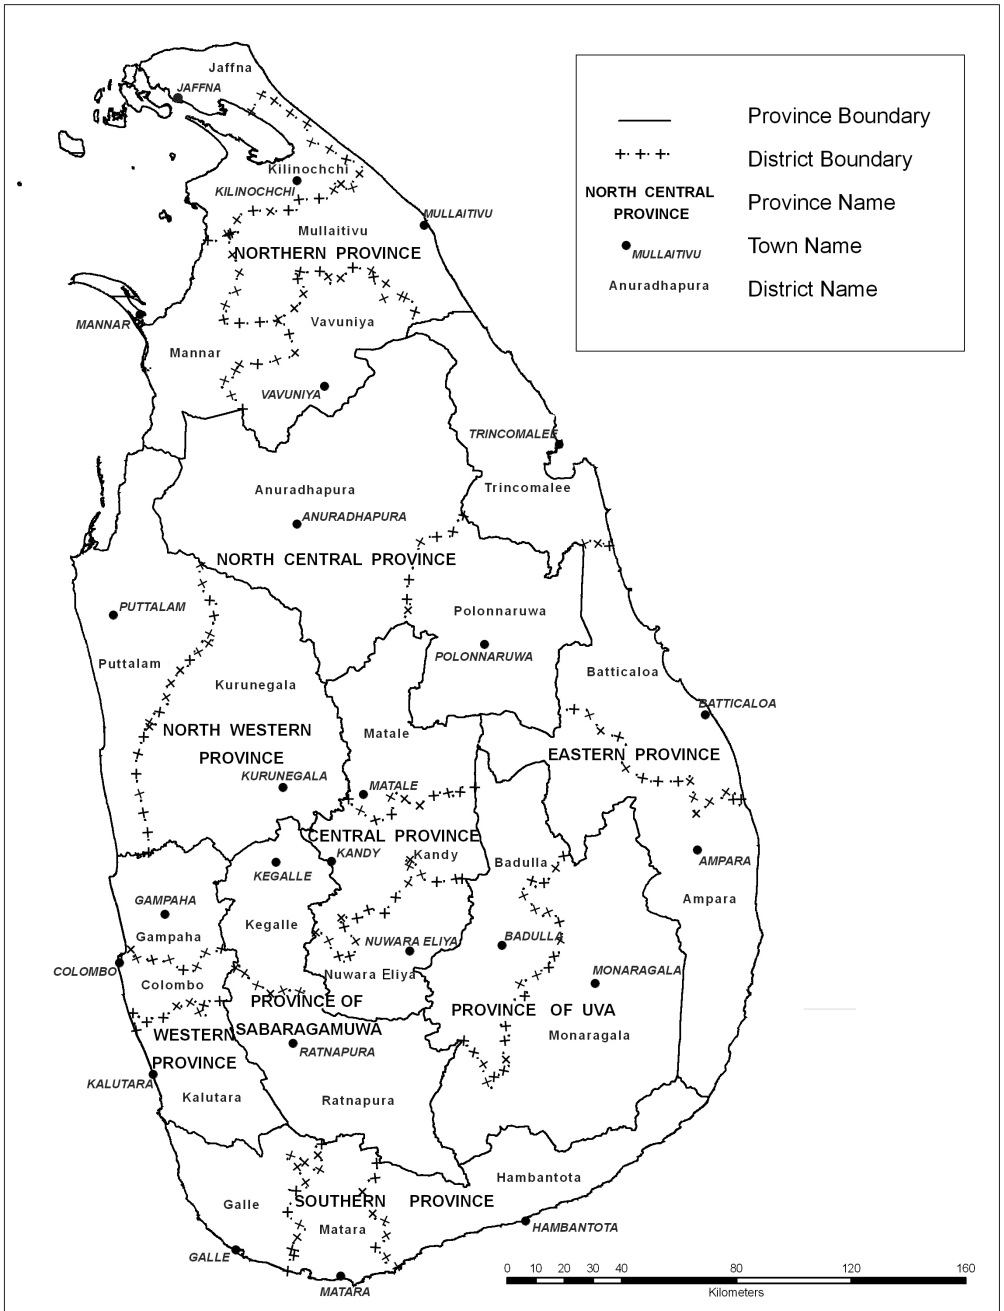 Jaffna
JAFFNA
Kilinochchi
KILINOCHCHI
MULLAITIVU
Mullaitivu
NORTHERN PROVINCE
MANNAR
Vavuniya
Mannar
VAVUNIYA
Province Boundary
District Boundary
NORTH CENTRAL
PROVINCE
Province Name
MULLAITIVU
Town Name
Anuradhapura
District Name
TRINCOMALEE
Trincomalee
Anuradhapura
ANURADHAPURA
NORTH CENTRAL PROVINCE
PUTTALAM
Polonnaruwa
POLONNARUWA
Puttalam
Batticaloa
Kurunegala
BATTICALOA
NORTH WESTERN
PROVINCE
Matale
EASTERN PROVINCE
KURUNEGALA
MATALE
CENTRAL PROVINCE
KANDY
Kandy
Badulla
AMPARA
KEGALLE
Ampara
GAMPAHA
Kegalle
Gampaha
NUWARA ELIYA
BADULLA
COLOMBO
Nuwara Eliya
MONARAGALA
Colombo
PROVINCE OF
SABARAGAMUWA
PROVINCE OF UVA
WESTERN
PROVINCE
Monaragala
RATNAPURA
KALUTARA
Kalutara
Ratnapura
Hambantota
Galle
SOUTHERN PROVINCE
Matara
HAMBANTOTA
GALLE
MATARA
0 10 20 30 40 80 120 160
Kilometers